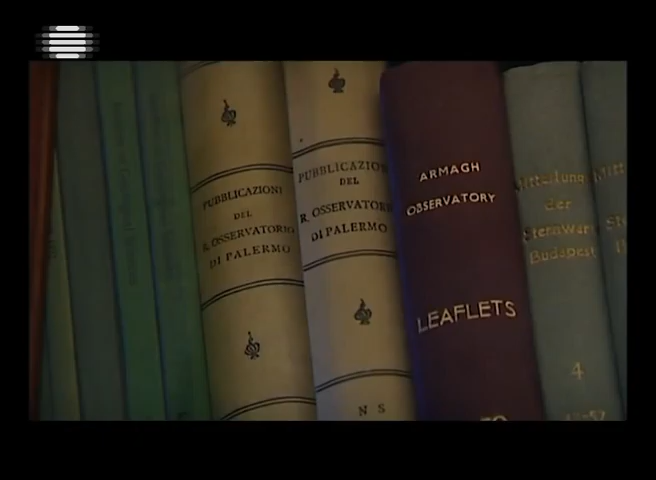 PUBBLICAZIONI
DEL
R. OSSERVATORIO
DI PALERMO
PUBBLICAZIONI
DEL
R. OSSERVATORIO
DI PALERMO
N S
ARMAGH
OBSERVATORY
LEAFLETS
Mitteilungen
der
Sternwarte
Budapest
4